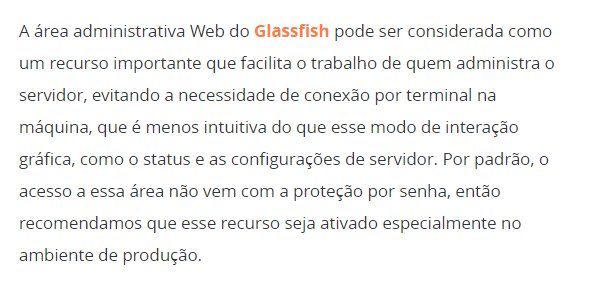 A área administrativa Web do Glassfish pode ser considerada como
um recurso importante que facilita o trabalho de quem administra o
servidor, evitando a necessidade de conexão por terminal na
máquina, que é menos intuitiva do que esse modo de interação
gráfica, como o status e as configurações de servidor. Por padrão, o
acesso a essa área não vem com a proteção por senha, então
recomendamos que esse recurso seja ativado especialmente no
ambiente de produção.